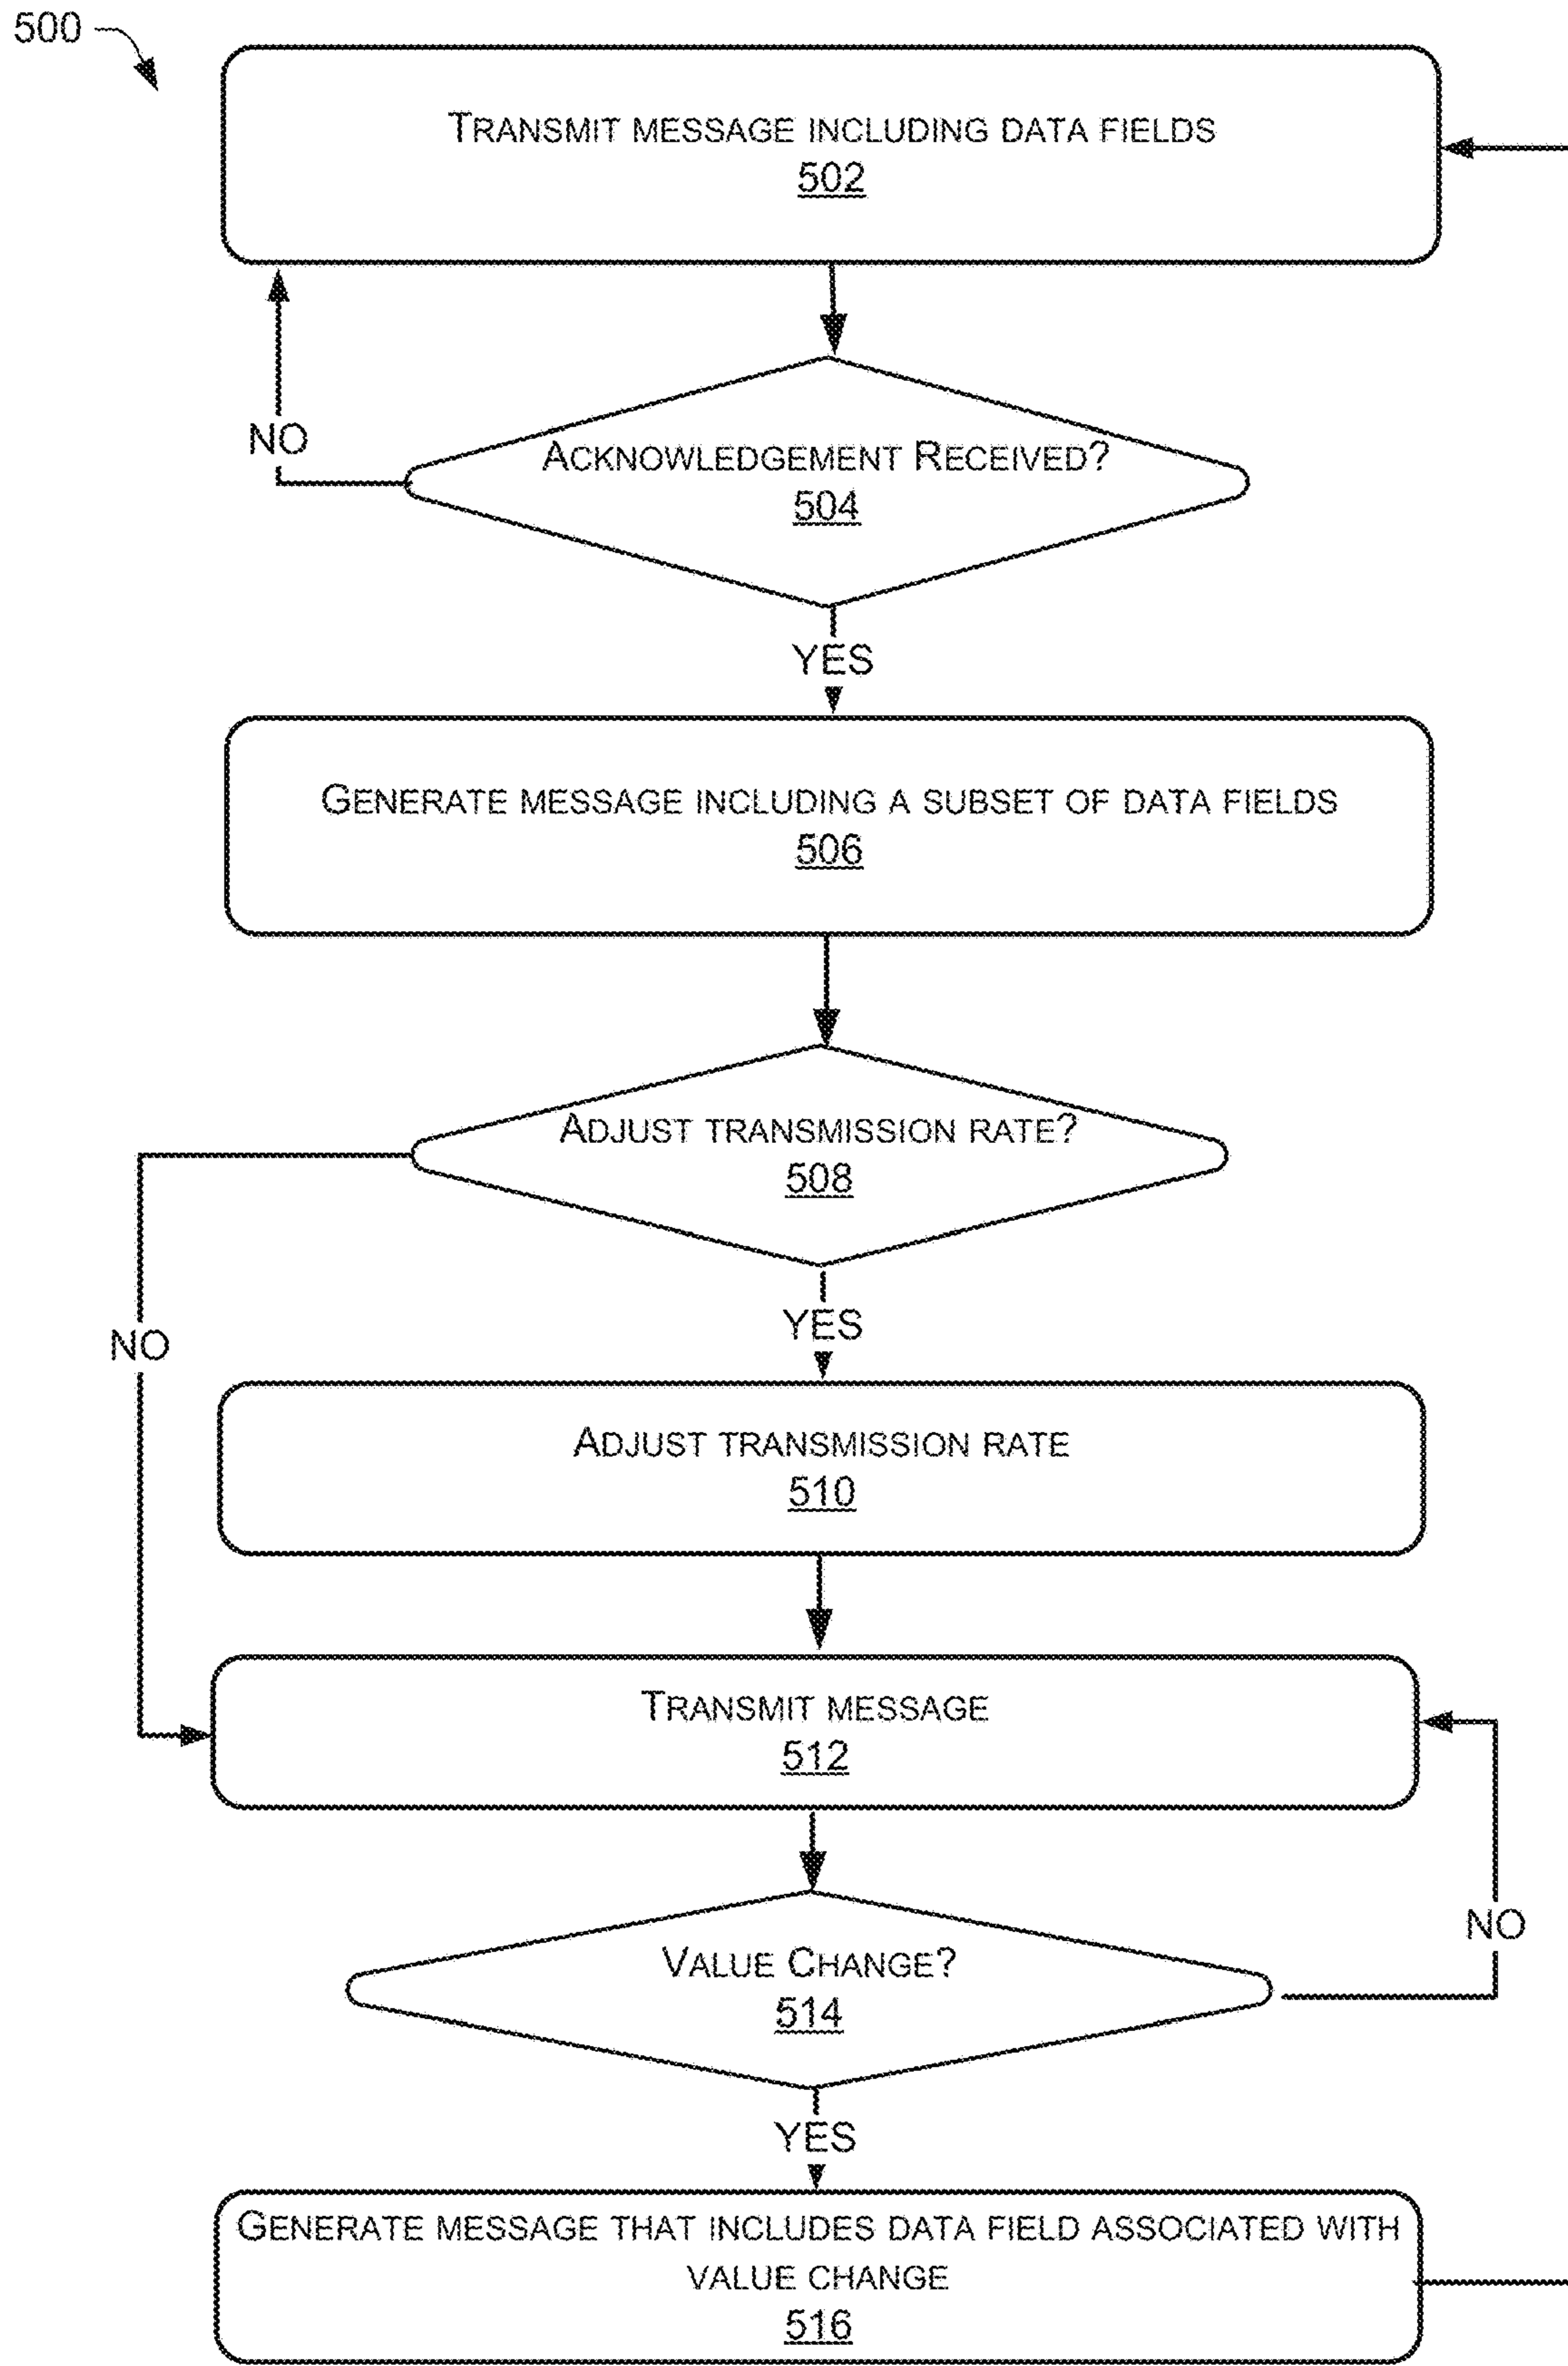 500
TRANSMIT MESSAGE INCLUDING DATA FIELDS
502
NO
ACKNOWLEDGEMENT RECEIVED?
504
YES
GENERATE MESSAGE INCLUDING A SUBSET OF DATA FIELDS
506
ADJUST TRANSMISSION RATE?
508
YES
NO
ADJUST TRANSMISSION RATE
510
TRANSMIT MESSAGE
512
NO
VALUE CHANGE?
514
YES
GENERATE MESSAGE THAT INCLUDES DATA FIELD ASSOCIATED WITH
VALUE CHANGE
516